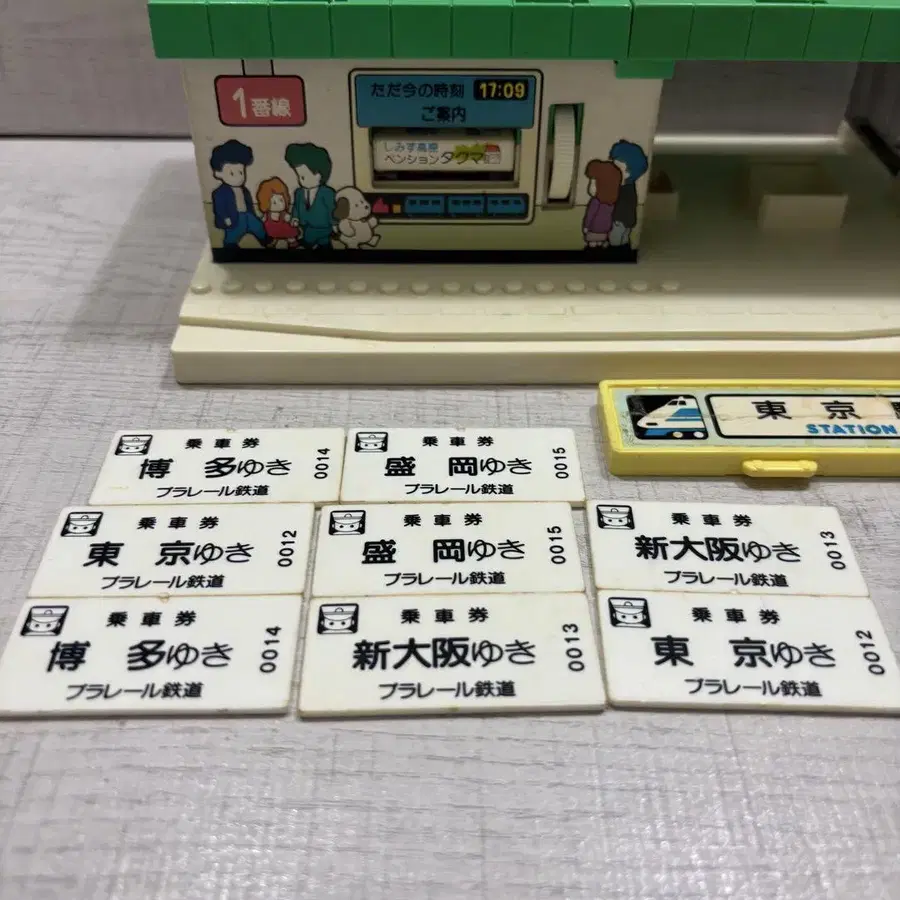 1番線
ただ今の時刻 17:09
ご案内
しみず高原
ペンションタクマ
東京
STATION
乗車券
博多ゆき
プラレール鉄道
0014
乗車券
盛岡ゆき
プラレール鉄道
0015
乗車券
東京ゆき
プラレール鉄道
0012
乗車券
盛岡ゆき
プラレール鉄道
0015
乗車券
新大阪ゆき
プラレール鉄道
0013
乗車券
博多ゆき
プラレール鉄道
0014
乗車券
新大阪ゆき
プラレール鉄道
0013
乗車券
東京ゆき
プラレール鉄道
0012